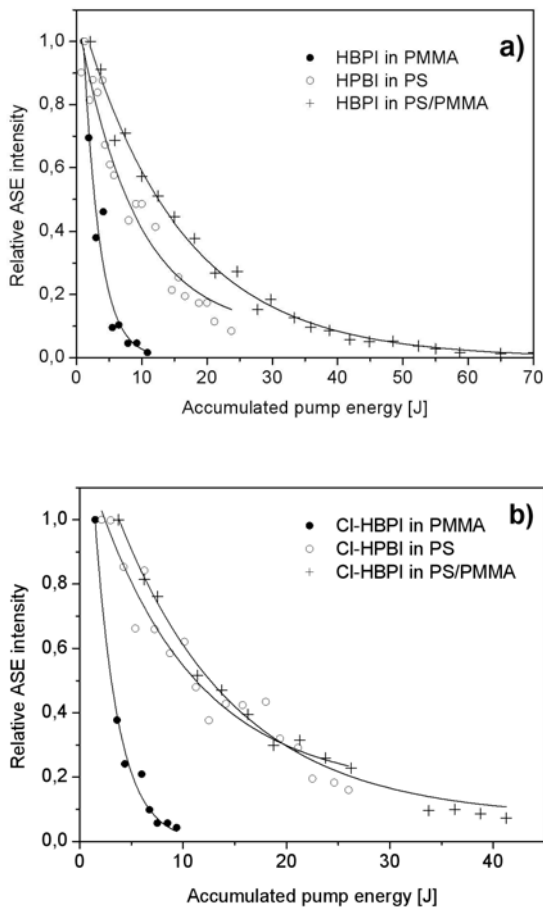 a)
HBPI in PMMA
HPBI in PS
HBPI in PS/PMMA
Relative ASE intensity
1,0
0,8
0,6
0,4
0,2
0,0
0 10 20 30 40 50 60 70
Accumulated pump energy [J]
b)
Cl-HBPI in PMMA
Cl-HPBI in PS
Cl-HBPI in PS/PMMA
Relative ASE intensity
1,0
0,8
0,6
0,4
0,2
0,0
0 10 20 30 40
Accumulated pump energy [J]